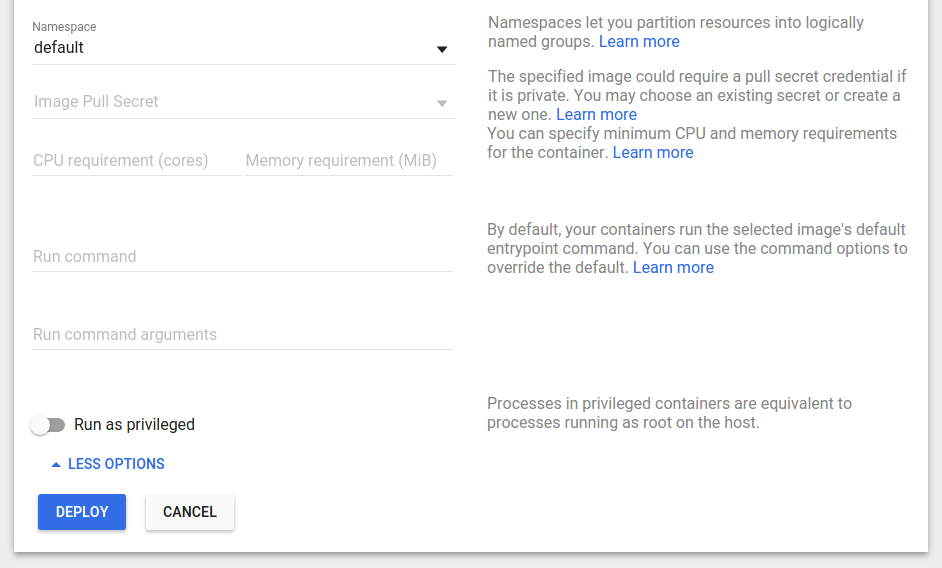 Namespace
default
Namespaces let you partition resources into logically
named groups. Learn more
Image Pull Secret
The specified image could require a pull secret credential if
it is private. You may choose an existing secret or create a
new one. Learn more
CPU requirement (cores)
Memory requirement (MiB)
You can specify minimum CPU and memory requirements
for the container. Learn more
Run command
By default, your containers run the selected image's default
entrypoint command. You can use the command options to
override the default. Learn more
Run command arguments
Run as privileged
Processes in privileged containers are equivalent to
processes running as root on the host.
LESS OPTIONS
DEPLOY
CANCEL